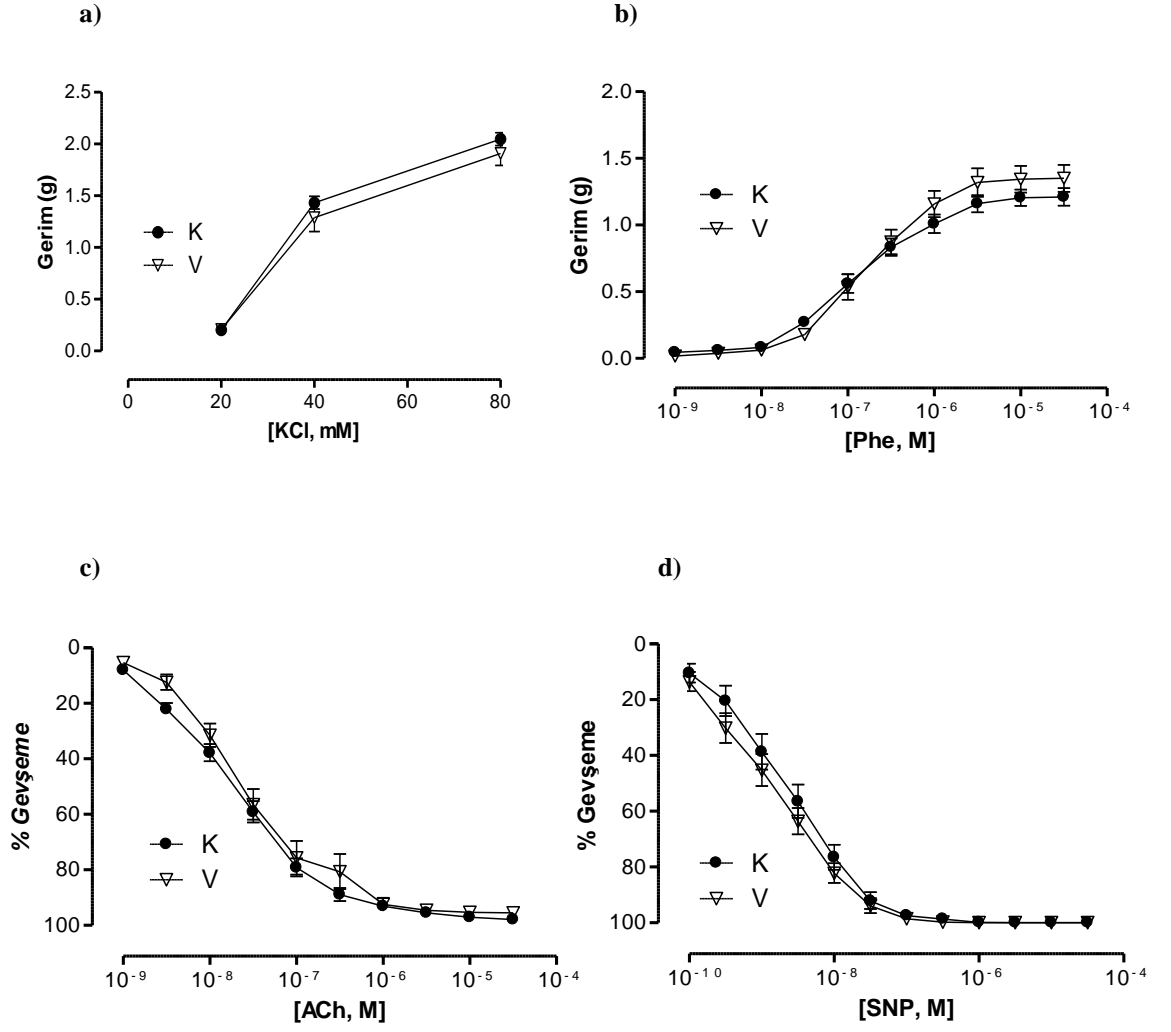 a)
2.5
2.0
1.5
1.0
0.5
0.0
Gerim (g)
K
V
0 20 40 60 80
[KCl, mM]
b)
2.0
1.5
1.0
0.5
0.0
Gerim (g)
K
V
10⁻⁹ 10⁻⁸ 10⁻⁷ 10⁻⁶ 10⁻⁵ 10⁻⁴
[Phe, M]
c)
0
20
40
60
80
100
% Gevşeme
K
V
10⁻⁹ 10⁻⁸ 10⁻⁷ 10⁻⁶ 10⁻⁵ 10⁻⁴
[ACh, M]
d)
0
20
40
60
80
100
% Gevşeme
K
V
10⁻¹⁰ 10⁻⁸ 10⁻⁶ 10⁻⁴
[SNP, M]